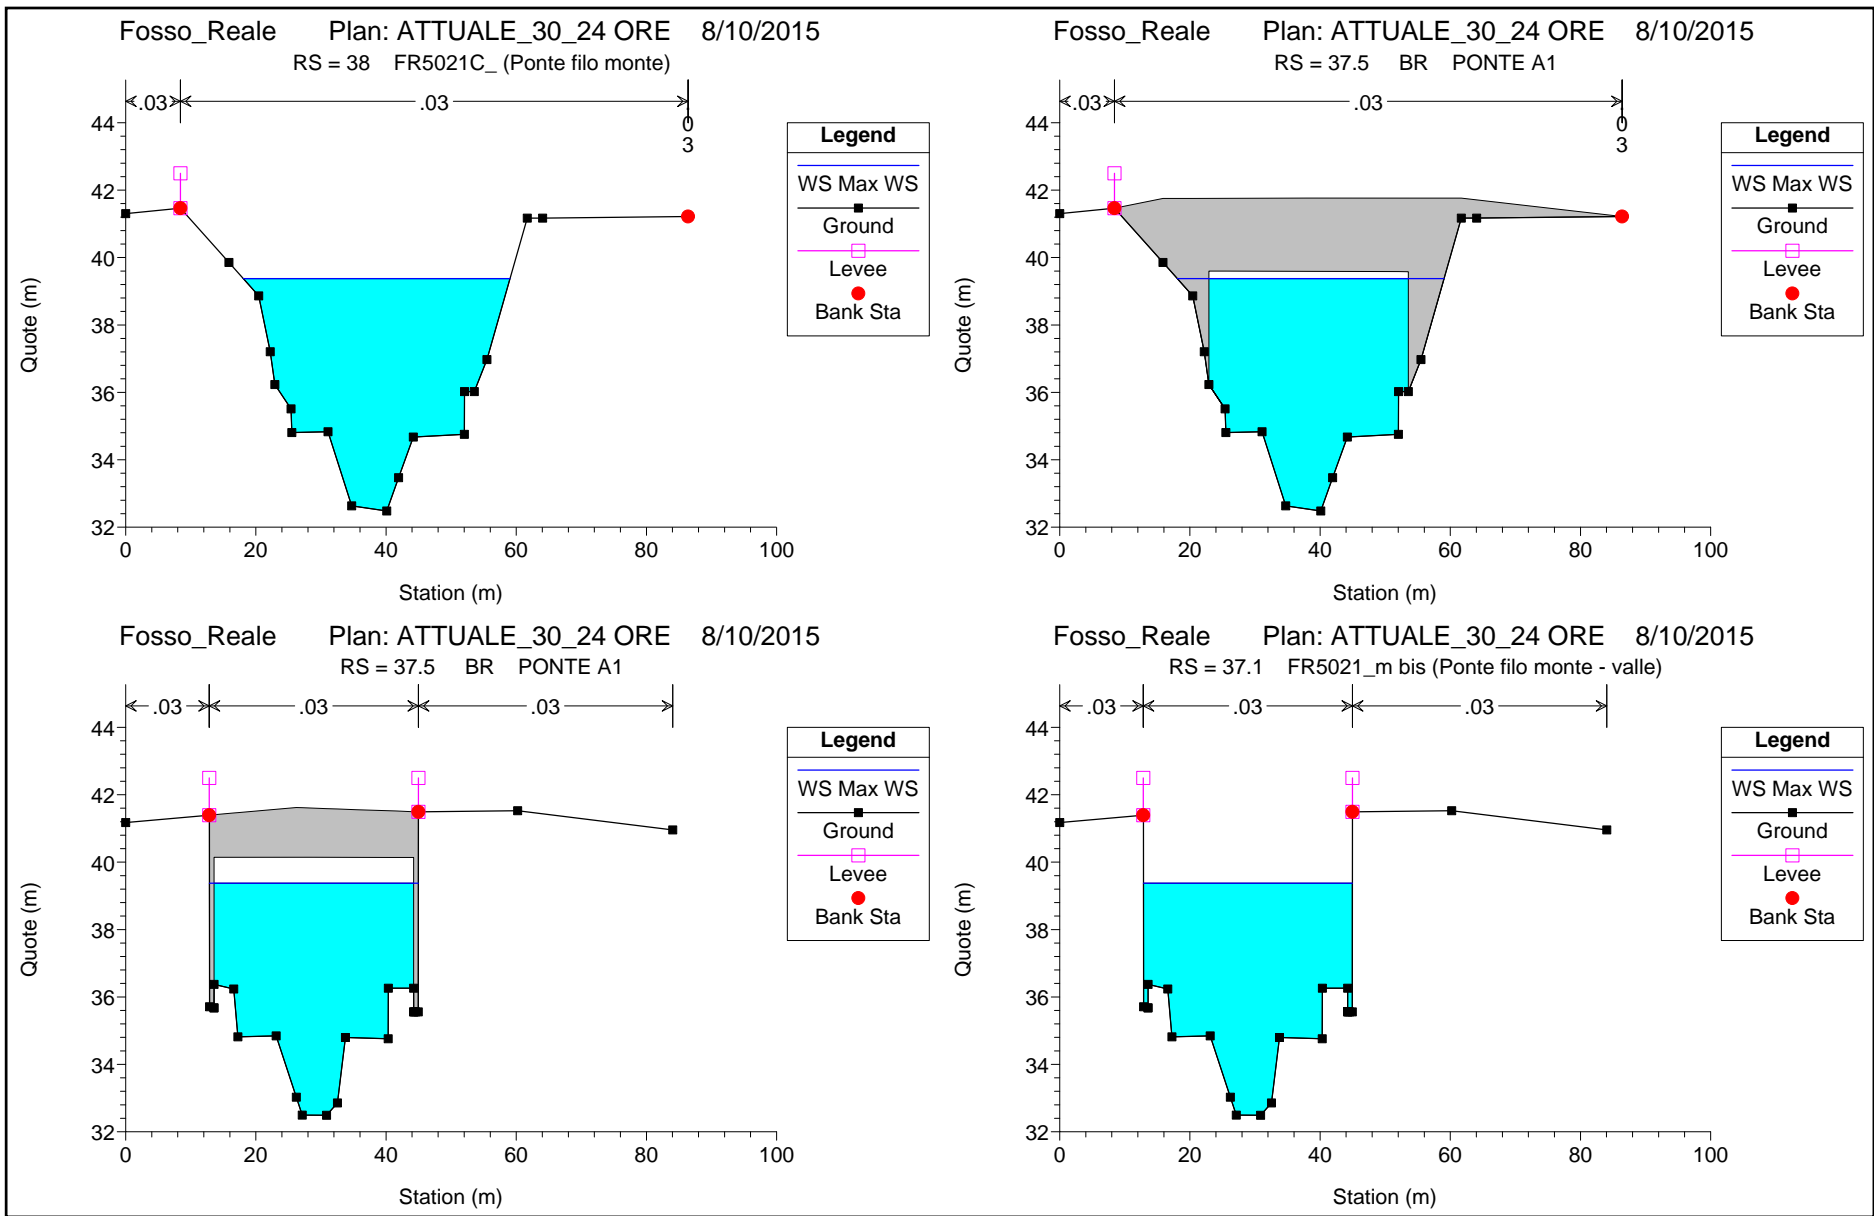 Fosso_Reale Plan: ATTUALE_30_24 ORE 8/10/2015
RS = 38 FR5021C_ (Ponte filo monte)
.03 .03 .03
44
42
40
38
36
34
32
0 20 40 60 80 100
Quote (m)
Station (m)
Legend
WS Max WS
Ground
Levee
Bank Sta
Fosso_Reale Plan: ATTUALE_30_24 ORE 8/10/2015
RS = 37.5 BR PONTE A1
.03 .03 .03
44
42
40
38
36
34
32
0 20 40 60 80 100
Quote (m)
Station (m)
Legend
WS Max WS
Ground
Levee
Bank Sta
Fosso_Reale Plan: ATTUALE_30_24 ORE 8/10/2015
RS = 37.5 BR PONTE A1
.03 .03 .03
44
42
40
38
36
34
32
0 20 40 60 80 100
Quote (m)
Station (m)
Legend
WS Max WS
Ground
Levee
Bank Sta
Fosso_Reale Plan: ATTUALE_30_24 ORE 8/10/2015
RS = 37.1 FR5021_m bis (Ponte filo monte - valle)
.03 .03 .03
44
42
40
38
36
34
32
0 20 40 60 80 100
Quote (m)
Station (m)
Legend
WS Max WS
Ground
Levee
Bank Sta